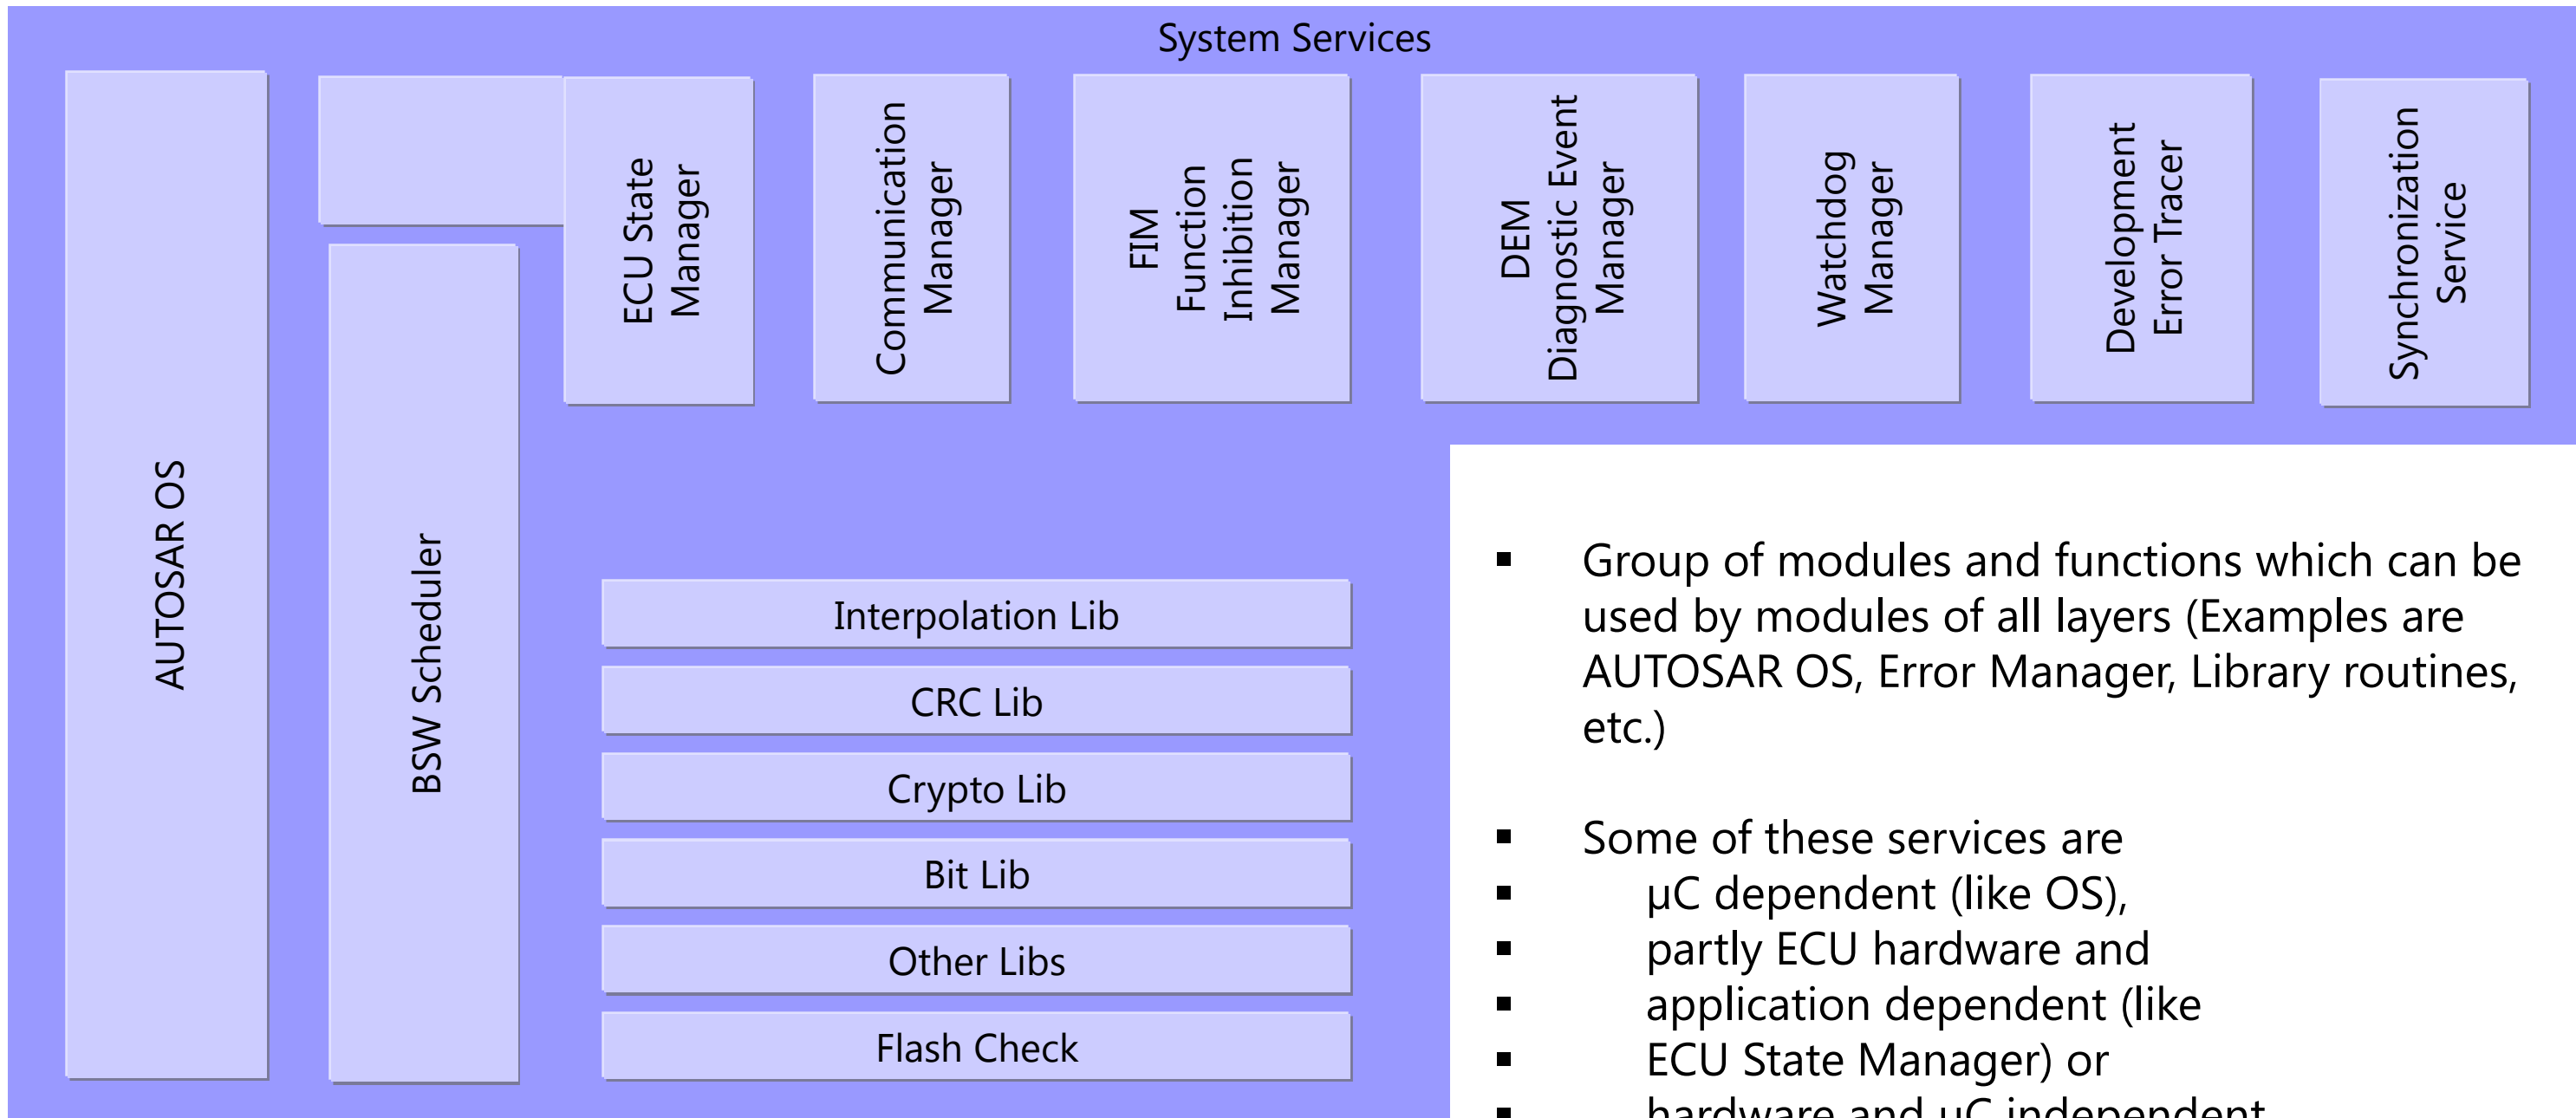 System Services
AUTOSAR OS
BSW Scheduler
ECU State
Manager
Communication
Manager
FIM
Function
Inhibition
Manager
DEM
Diagnostic Event
Manager
Watchdog
Manager
Development
Error Tracer
Synchronization
Service
Interpolation Lib
CRC Lib
Crypto Lib
Bit Lib
Other Libs
Flash Check
▪ Group of modules and functions which can be
used by modules of all layers (Examples are
AUTOSAR OS, Error Manager, Library routines,
etc.)
▪ Some of these services are
▪ µC dependent (like OS),
▪ partly ECU hardware and
▪ application dependent (like
▪ ECU State Manager) or
▪ hardware and µC independent